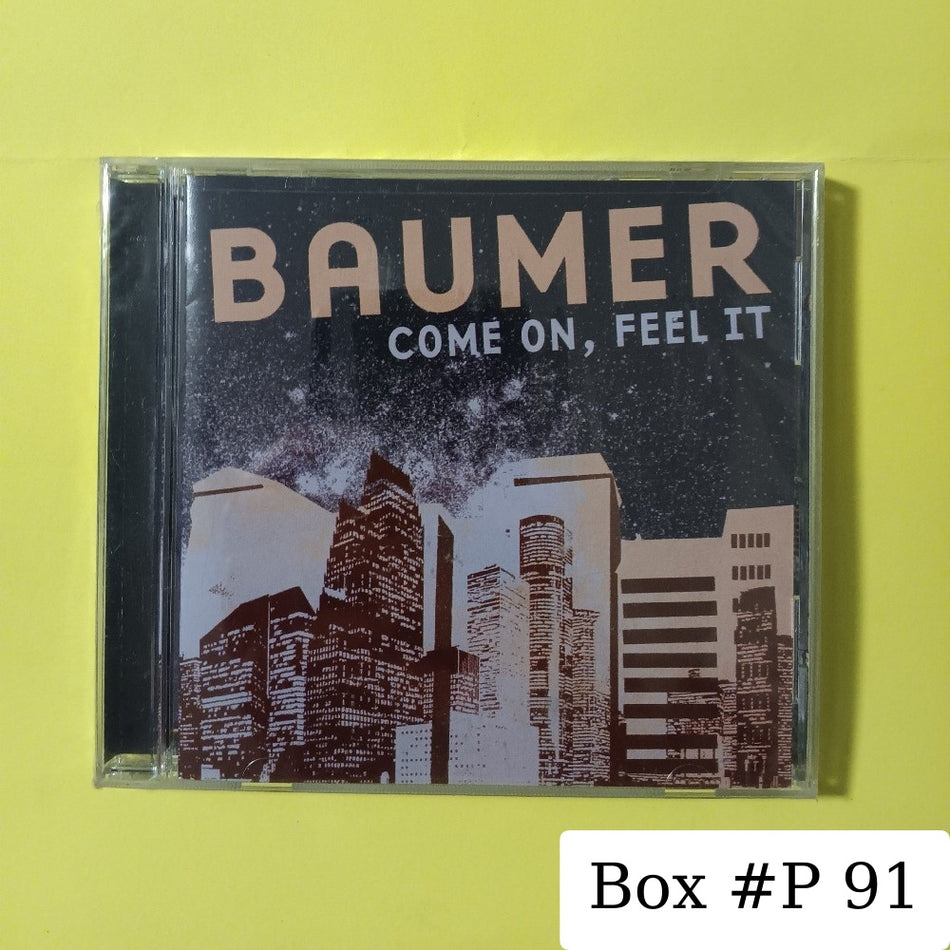 BAUMER
COME ON, FEEL IT
Box #P 91